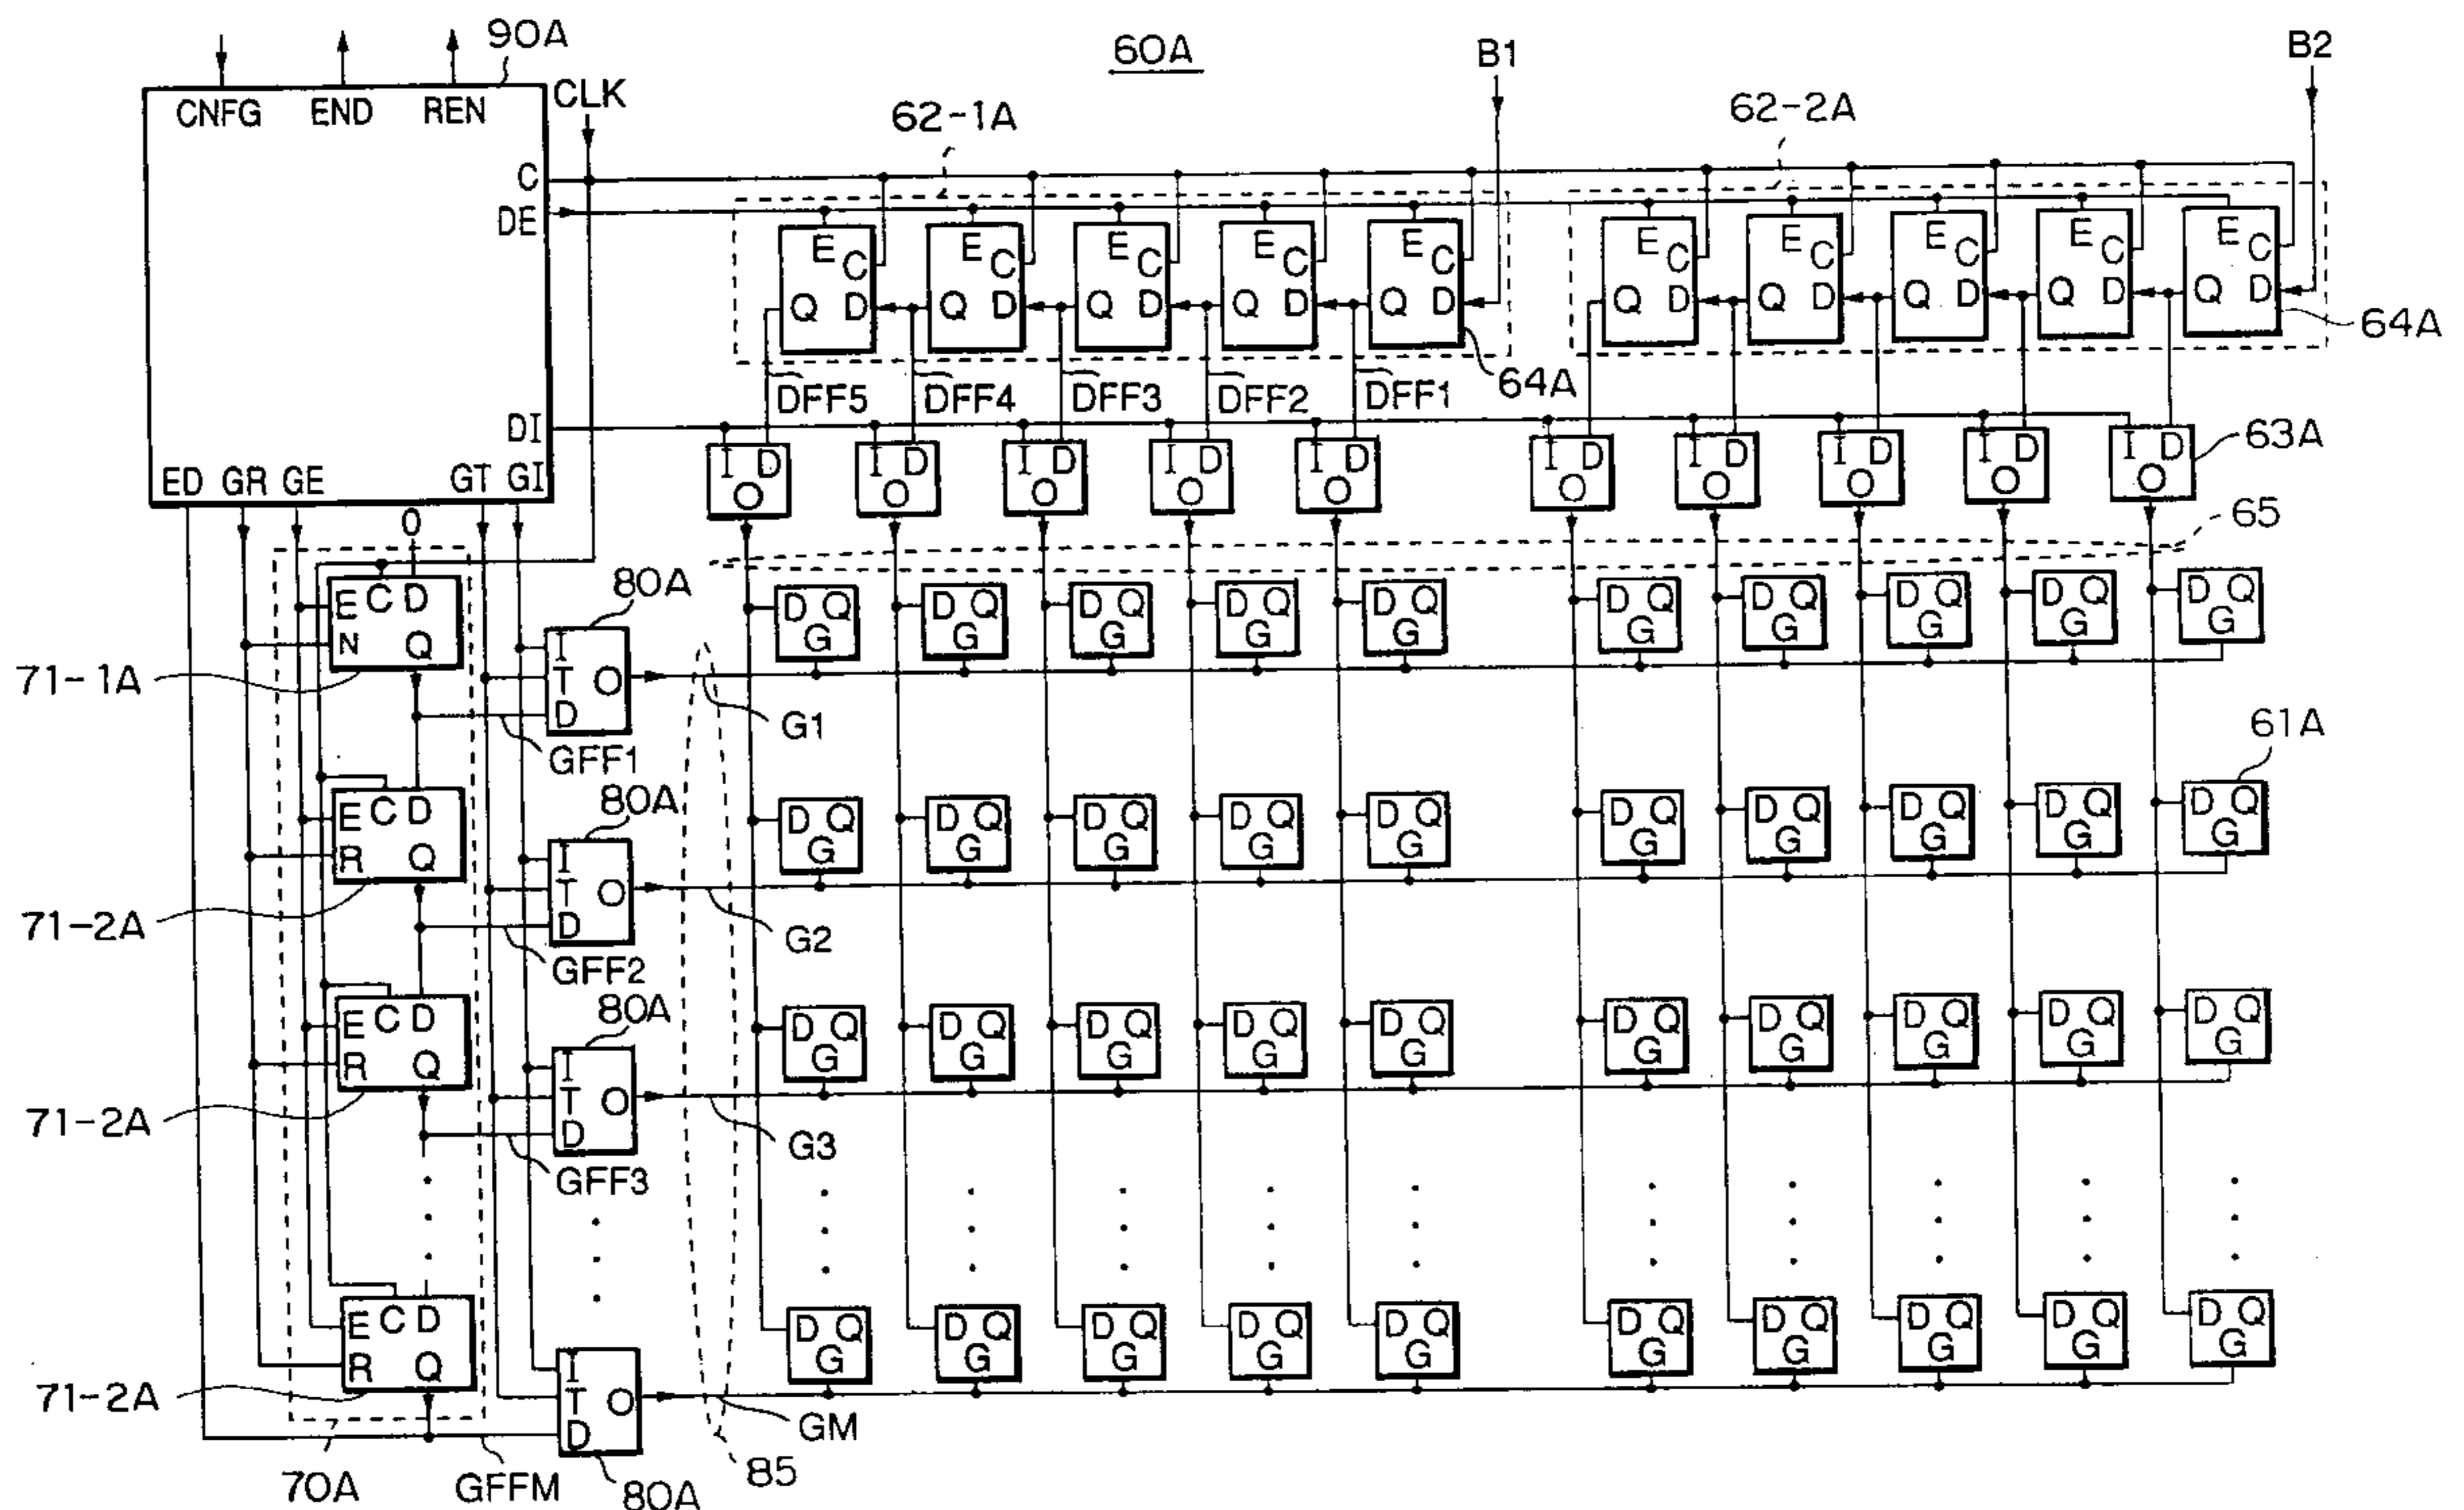 90A
60A
B1
B2
CNFG END REN
CLK
62-1A
62-2A
C
DE
E E E E E E E E E E
C C C C C C C C C C
Q D Q D Q D Q D Q D Q D Q D Q D Q D Q D
64A
64A
DFF5 DFF4 DFF3 DFF2 DFF1
DI
I D I D I D I D I D I D I D I D I D I D
O O O O O O O O O O
63A
ED GR GE GT GI
0
65
80A
E C D
N Q
I
T O
D
D Q D Q D Q D Q D Q D Q D Q D Q D Q D Q
G G G G G G G G G G
71-1A
G1
GFF1
61A
80A
E C D
R Q
I
T O
D
D Q D Q D Q D Q D Q D Q D Q D Q D Q D Q
G G G G G G G G G G
71-2A
G2
GFF2
80A
E C D
R Q
I
T O
D
D Q D Q D Q D Q D Q D Q D Q D Q D Q D Q
G G G G G G G G G G
71-2A
G3
GFF3
E C D
R Q
I
T O
D
D Q D Q D Q D Q D Q D Q D Q D Q D Q D Q
G G G G G G G G G G
71-2A
GM
85
70A
GFFM
80A